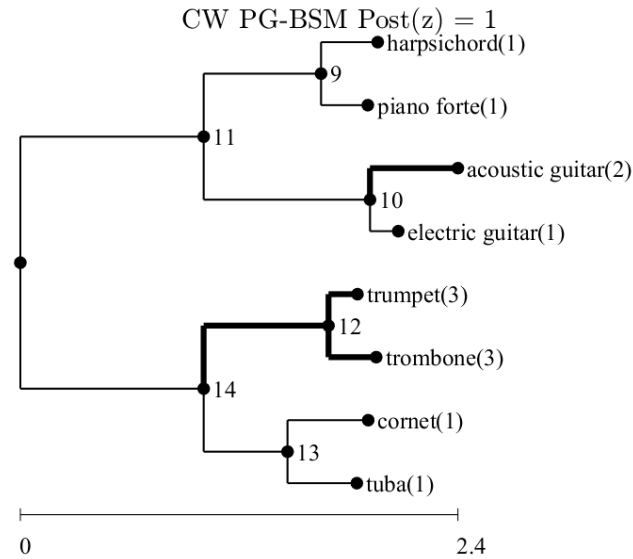 CW PG-BSM Post(z) = 1
harpsichord(1)
9
piano forte(1)
11
acoustic guitar(2)
10
electric guitar(1)
trumpet(3)
12
trombone(3)
14
cornet(1)
13
tuba(1)
0 2.4